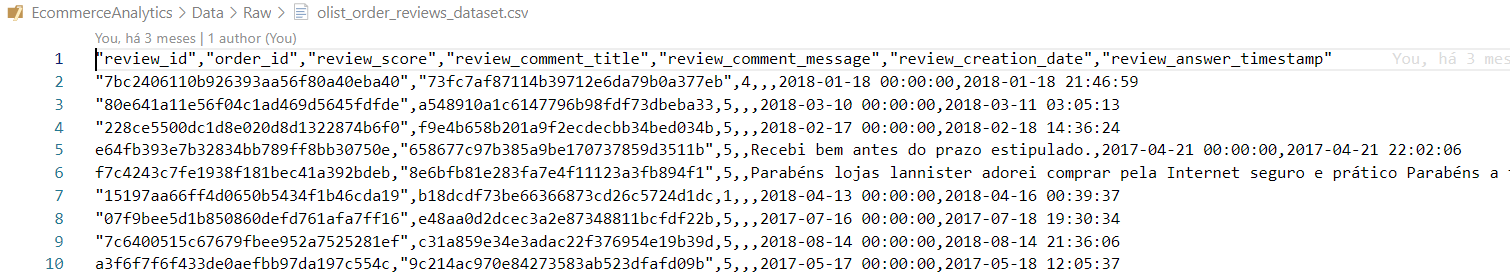 EcommerceAnalytics > Data > Raw > olist_order_reviews_dataset.csv
You, há 3 meses | 1 author (You)
1 "review_id","order_id","review_score","review_comment_title","review_comment_message","review_creation_date","review_answer_timestamp" You, há 3
2 "7bc2406110b926393aa56f80a40eba40","73fc7af87114b39712e6da79b0a377eb",4,,,2018-01-18 00:00:00,2018-01-18 21:46:59
3 "80e641a11e56f04c1ad469d5645fdfde",a548910a1c6147796b98fdf73dbeba33,5,,,2018-03-10 00:00:00,2018-03-11 03:05:13
4 "228ce5500dc1d8e020d8d1322874b6f0",f9e4b658b201a9f2ecdecbb34bed034b,5,,,2018-02-17 00:00:00,2018-02-18 14:36:24
5 e64fb393e7b32834bb789ff8bb30750e,"658677c97b385a9be170737859d3511b",5,,Recebi bem antes do prazo estipulado.,2017-04-21 00:00:00,2017-04-21 22:02:06
6 f7c4243c7fe1938f181bec41a392bdeb,"8e6bfb81e283fa7e4f11123a3fb894f1",5,,Parabéns lojas lannister adorei comprar pela Internet seguro e prático Parabéns a
7 "15197aa66ff4d0650b5434f1b46cda19",b18dcdf73be66366873cd26c5724d1dc,1,,,2018-04-13 00:00:00,2018-04-16 00:39:37
8 "07f9bee5d1b850860defd761afa7ff16",e48aa0d2dcec3a2e87348811bcfdf22b,5,,,2017-07-16 00:00:00,2017-07-18 19:30:34
9 "7c6400515c67679fbee952a7525281ef",c31a859e34e3adac22f376954e19b39d,5,,,2018-08-14 00:00:00,2018-08-14 21:36:06
10 a3f6f7f6f433de0aefbb97da197c554c,"9c214ac970e84273583ab523dfafd09b",5,,,2017-05-17 00:00:00,2017-05-18 12:05:37